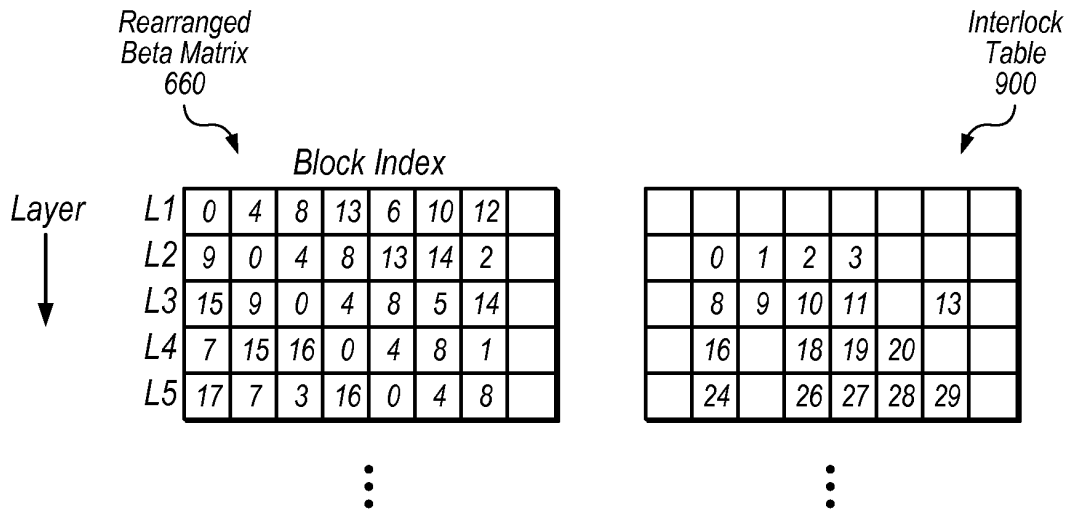 Rearranged
Beta Matrix
660
Interlock
Table
900
Block Index
Layer
L1 0 4 8 13 6 10 12
L2 9 0 4 8 13 14 2 0 1 2 3
L3 15 9 0 4 8 5 14 8 9 10 11 13
L4 7 15 16 0 4 8 1 16 18 19 20
L5 17 7 3 16 0 4 8 24 26 27 28 29